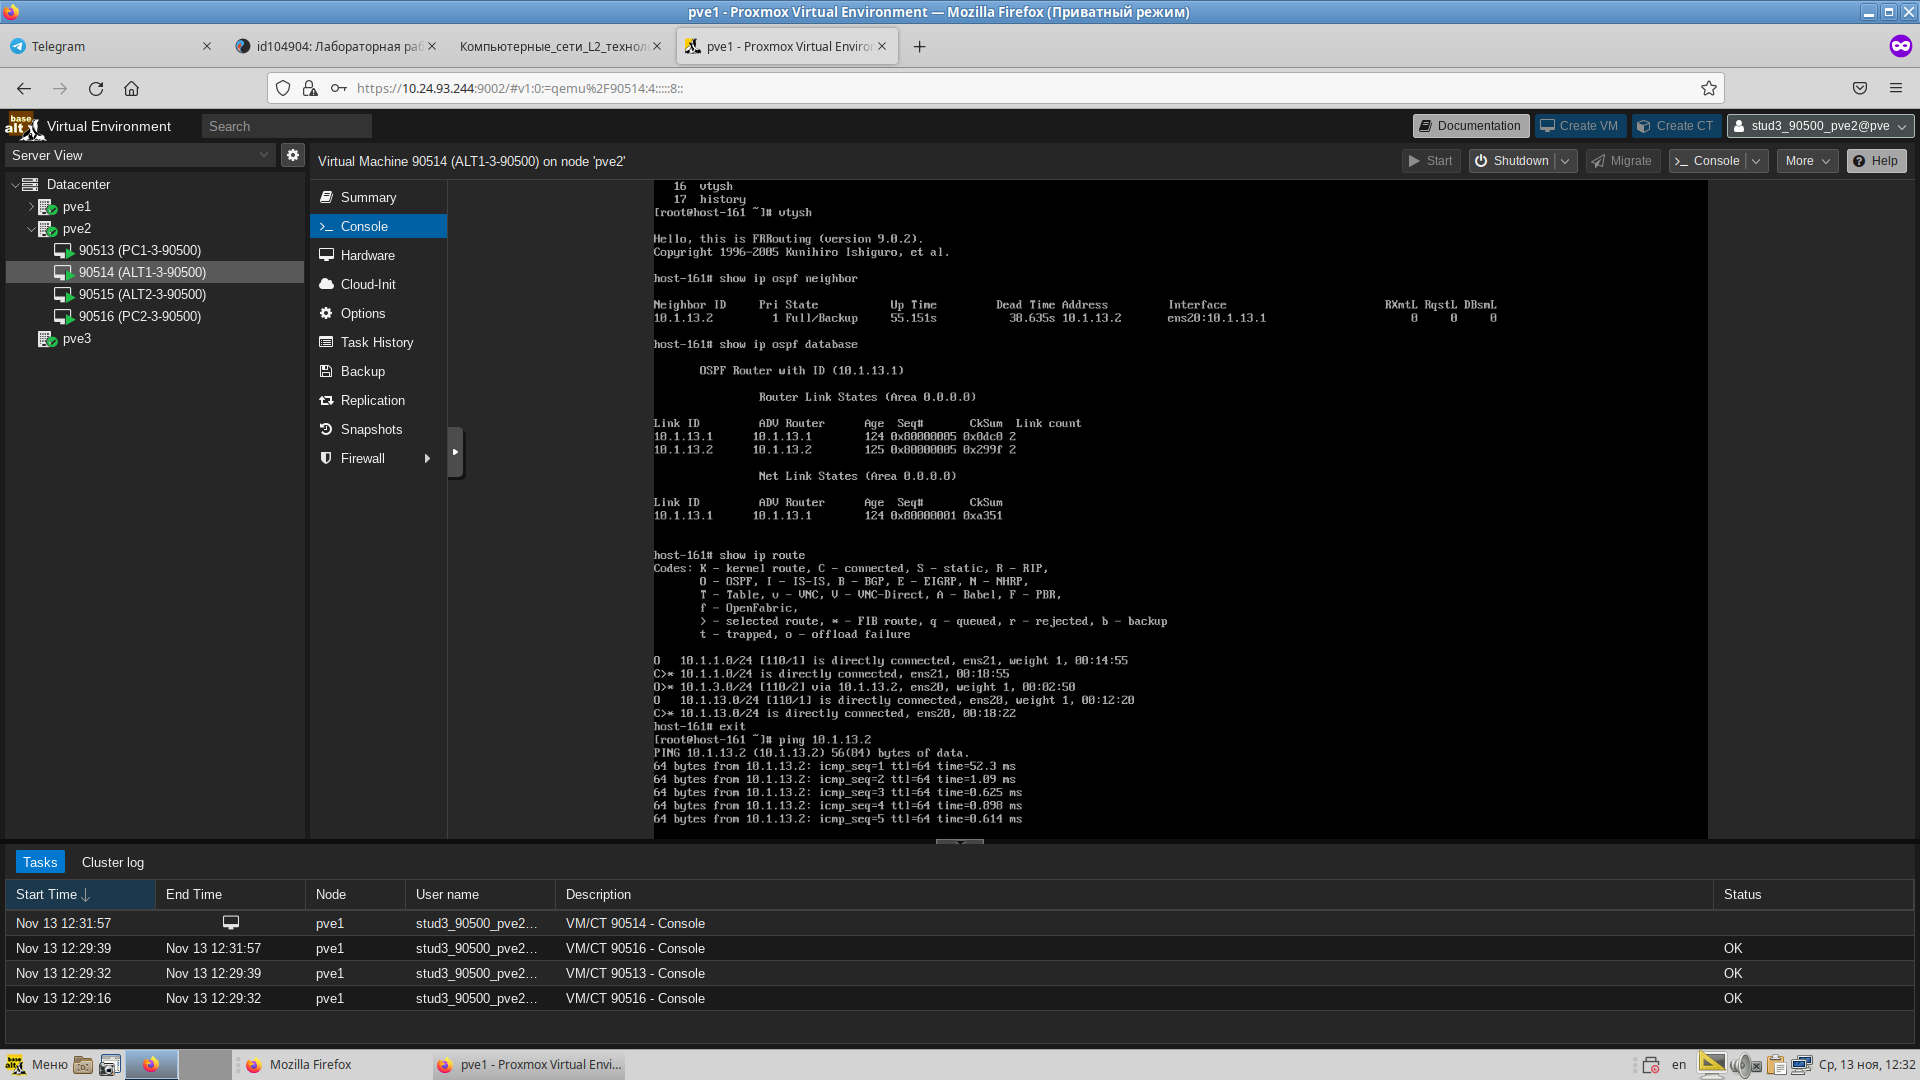 pve1 - Proxmox Virtual Environment — Mozilla Firefox (Приватный режим)
Telegram
id104904: Лабораторная ра
Компьютерные_сети_L2_технол
pve1 - Proxmox Virtual Enviror
https://10.24.93.244:9002/#v1:0:=qemu%2F90514:4:::::8::
base alt Virtual Environment
Search
Documentation
Create VM
Create CT
stud3_90500_pve2@pve
Server View
Virtual Machine 90514 (ALT1-3-90500) on node 'pve2'
Start
Shutdown
Migrate
Console
More
Help
Datacenter
pve1
pve2
90513 (PC1-3-90500)
90514 (ALT1-3-90500)
90515 (ALT2-3-90500)
90516 (PC2-3-90500)
pve3
Summary
Console
Hardware
Cloud-Init
Options
Task History
Backup
Replication
Snapshots
Firewall
16 vtysh
17 history
[root@host-161 ~]# vtysh
Hello, this is FRRouting (version 9.0.2).
Copyright 1996-2005 Kunihiro Ishiguro, et al.
host-161# show ip ospf neighbor
Neighbor ID Pri State Up Time Dead Time Address Interface RXmtL RqstL DBsmL
10.1.13.2 1 Full/Backup 55.151s 38.635s 10.1.13.2 ens20:10.1.13.1 0 0 0
host-161# show ip ospf database
OSPF Router with ID (10.1.13.1)
Router Link States (Area 0.0.0.0)
Link ID ADV Router Age Seq# CkSum Link count
10.1.13.1 10.1.13.1 124 0x80000005 0x0dc0 2
10.1.13.2 10.1.13.2 125 0x80000005 0x299f 2
Net Link States (Area 0.0.0.0)
Link ID ADV Router Age Seq# CkSum
10.1.13.1 10.1.13.1 124 0x80000001 0xa351
host-161# show ip route
Codes: K - kernel route, C - connected, S - static, R - RIP,
O - OSPF, I - IS-IS, B - BGP, E - EIGRP, N - NHRP,
T - Table, v - VNC, V - VNC-Direct, A - Babel, F - PBR,
f - OpenFabric,
> - selected route, * - FIB route, q - queued, r - rejected, b - backup
t - trapped, o - offload failure
O 10.1.1.0/24 [110/1] is directly connected, ens21, weight 1, 00:14:55
C>* 10.1.1.0/24 is directly connected, ens21, 00:18:55
O>* 10.1.3.0/24 [110/2] via 10.1.13.2, ens20, weight 1, 00:02:50
O 10.1.13.0/24 [110/1] is directly connected, ens20, weight 1, 00:12:20
C>* 10.1.13.0/24 is directly connected, ens20, 00:18:22
host-161# exit
[root@host-161 ~]# ping 10.1.13.2
PING 10.1.13.2 (10.1.13.2) 56(84) bytes of data.
64 bytes from 10.1.13.2: icmp_seq=1 ttl=64 time=52.3 ms
64 bytes from 10.1.13.2: icmp_seq=2 ttl=64 time=1.09 ms
64 bytes from 10.1.13.2: icmp_seq=3 ttl=64 time=0.625 ms
64 bytes from 10.1.13.2: icmp_seq=4 ttl=64 time=0.898 ms
64 bytes from 10.1.13.2: icmp_seq=5 ttl=64 time=0.614 ms
Tasks Cluster log
Start Time End Time Node User name Description Status
Nov 13 12:31:57 pve1 stud3_90500_pve2... VM/CT 90514 - Console
Nov 13 12:29:39 Nov 13 12:31:57 pve1 stud3_90500_pve2... VM/CT 90516 - Console OK
Nov 13 12:29:32 Nov 13 12:29:39 pve1 stud3_90500_pve2... VM/CT 90513 - Console OK
Nov 13 12:29:16 Nov 13 12:29:32 pve1 stud3_90500_pve2... VM/CT 90516 - Console OK
base alt Меню
Mozilla Firefox
pve1 - Proxmox Virtual Envi...
en
Ср, 13 ноя, 12:32